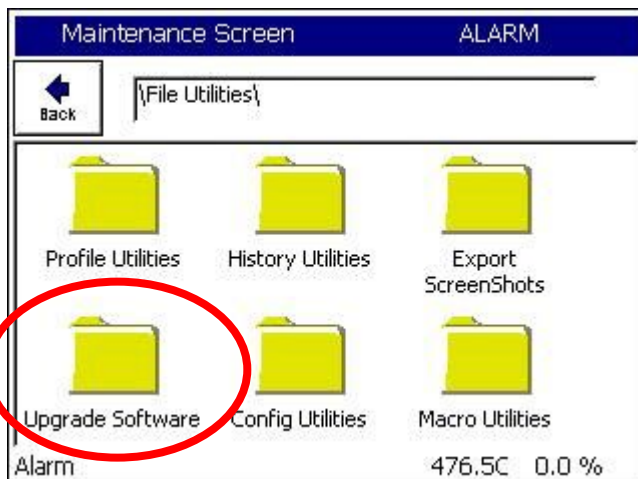 Maintenance Screen ALARM
Back
\File Utilities\
Profile Utilities History Utilities Export
ScreenShots
Upgrade Software Config Utilities Macro Utilities
Alarm 476.5C 0.0 %